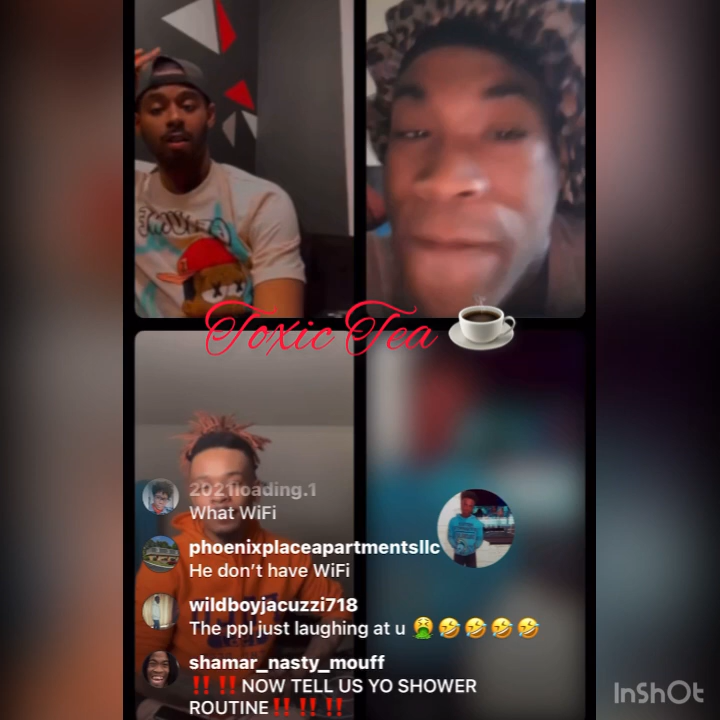 Toxic Tea
2021loading.1
What WiFi
phoenixplaceapartmentsllc
He don't have WiFi
wildboyjacuzzi718
The ppl just laughing at u 🤮🤣🤣🤣🤣
shamar_nasty_mouff
‼️‼️NOW TELL US YO SHOWER
ROUTINE‼️‼️‼️
InShOt